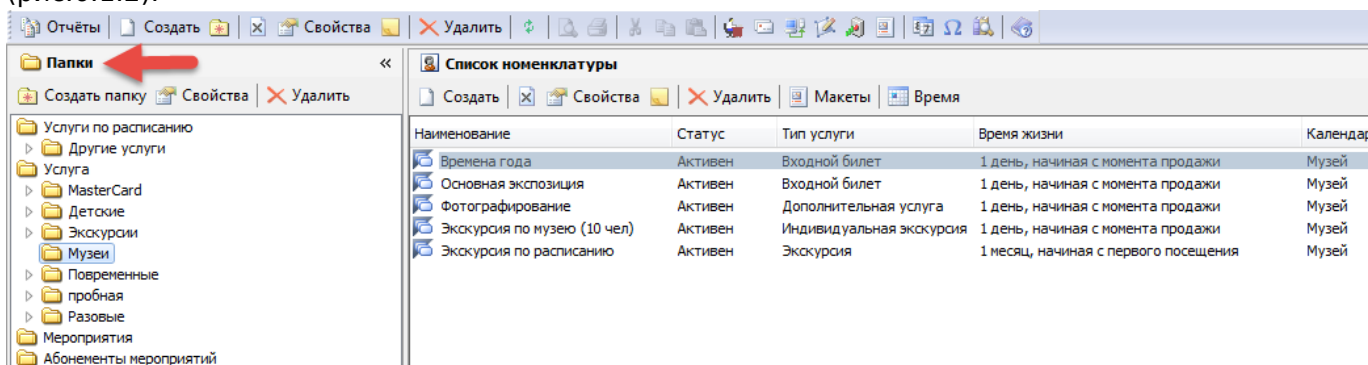 Отчёты Создать Свойства Удалить
Папки «
Создать папку Свойства Удалить
Услуги по расписанию
Другие услуги
Услуга
MasterCard
Детские
Экскурсии
Музеи
Повременные
пробная
Разовые
Мероприятия
Абонементы мероприятий
Список номенклатуры
Создать Свойства Удалить Макеты Время
Наименование Статус Тип услуги Время жизни
Времена года Активен Входной билет 1 день, начиная с момента продажи Музей
Основная экспозиция Активен Входной билет 1 день, начиная с момента продажи Музей
Фотографирование Активен Дополнительная услуга 1 день, начиная с момента продажи Музей
Экскурсия по музею (10 чел) Активен Индивидуальная экскурсия 1 день, начиная с момента продажи Музей
Экскурсия по расписанию Активен Экскурсия 1 месяц, начиная с первого посещения Музей